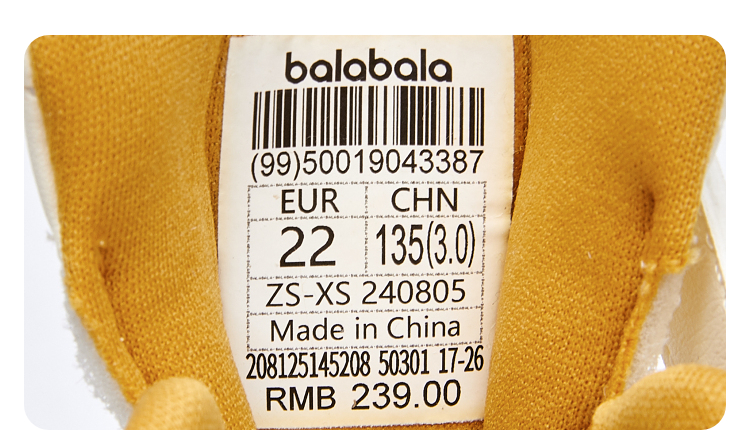 balabala
(99)50019043387
EUR CHN
22 135(3.0)
ZS-XS 240805
Made in China
208125145208 50301 17-26
RMB 239.00